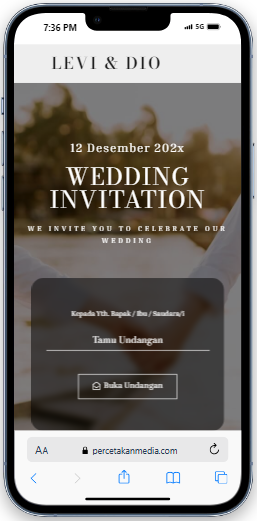 7:36 PM
5G
LEVI & DIO
12 Desember 202x
WEDDING
INVITATION
WE INVITE YOU TO CELEBRATE OUR
WEDDING
Kepada Yth. Bapak / Ibu / Saudara/i
Tamu Undangan
Buka Undangan
AA
percetakanmedia.com